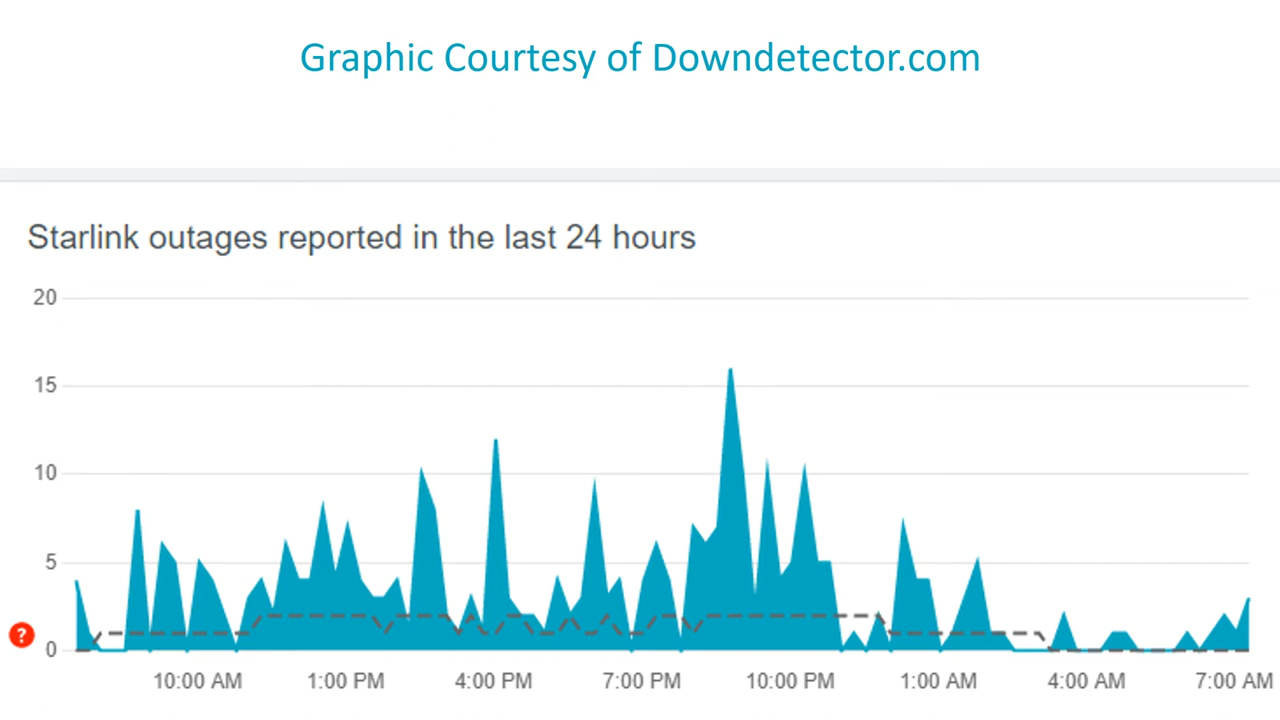 Graphic Courtesy of Downdetector.com
Starlink outages reported in the last 24 hours
20
15
10
5
?
0
10:00 AM 1:00 PM 4:00 PM 7:00 PM 10:00 PM 1:00 AM 4:00 AM 7:00 AM